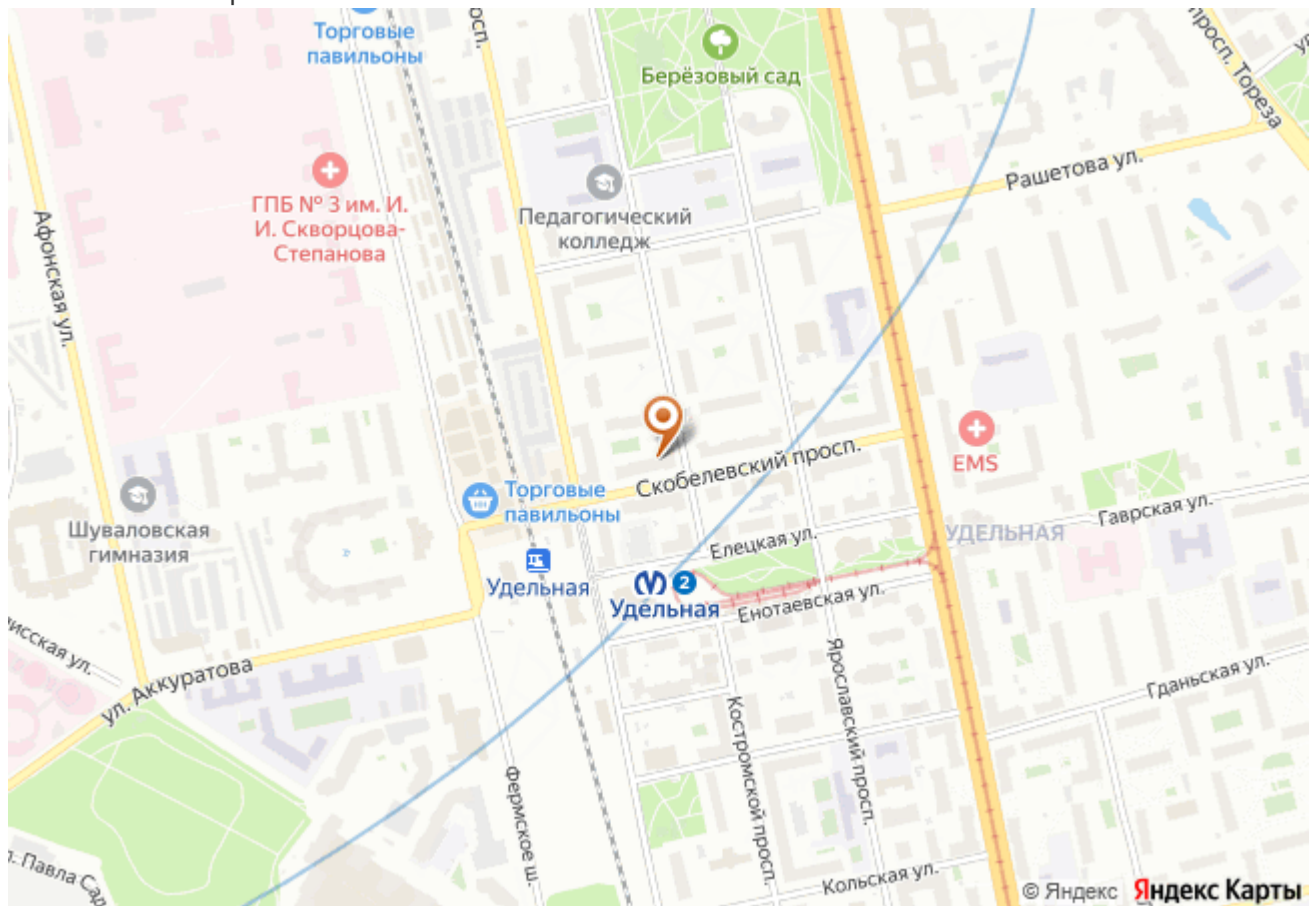 Торговые
павильоны
осп.
просп. Тореза
Берёзовый сад
Рашетова ул.
ГПБ № 3 им. И.
И. Скворцова-
Степанова
Педагогический
колледж
Афонская ул.
Скобелевский просп.
EMS
Торговые
павильоны
Шуваловская
гимназия
Гаврская ул.
УДЕЛЬНАЯ
Елецкая ул.
Удельная
2
Удельная
Енотаевская ул.
ул. Аккуратова
Ярославский просп.
Гданьская ул.
Костромской просп.
Фермское ш.
Кольская ул.
© Яндекс Яндекс Карты